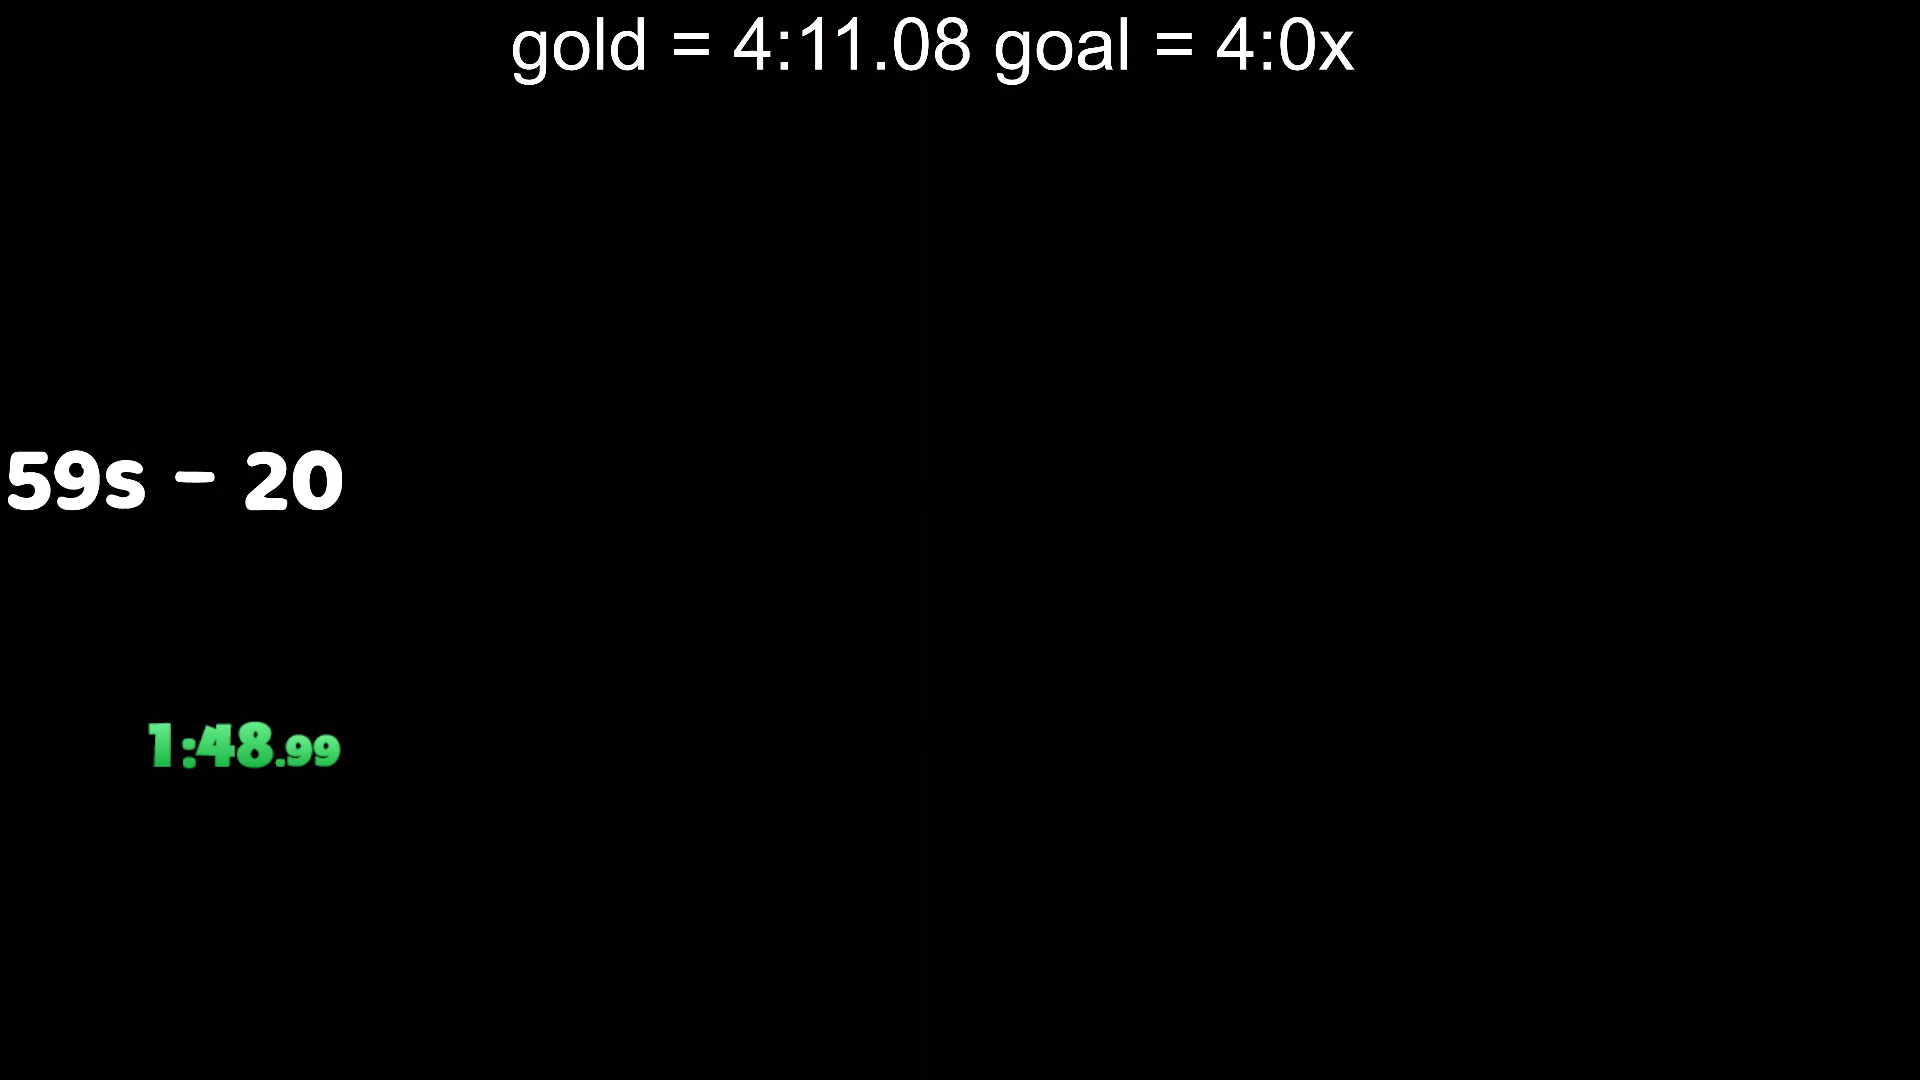 gold = 4:11.08 goal = 4:0x
59s - 20
1:48.99